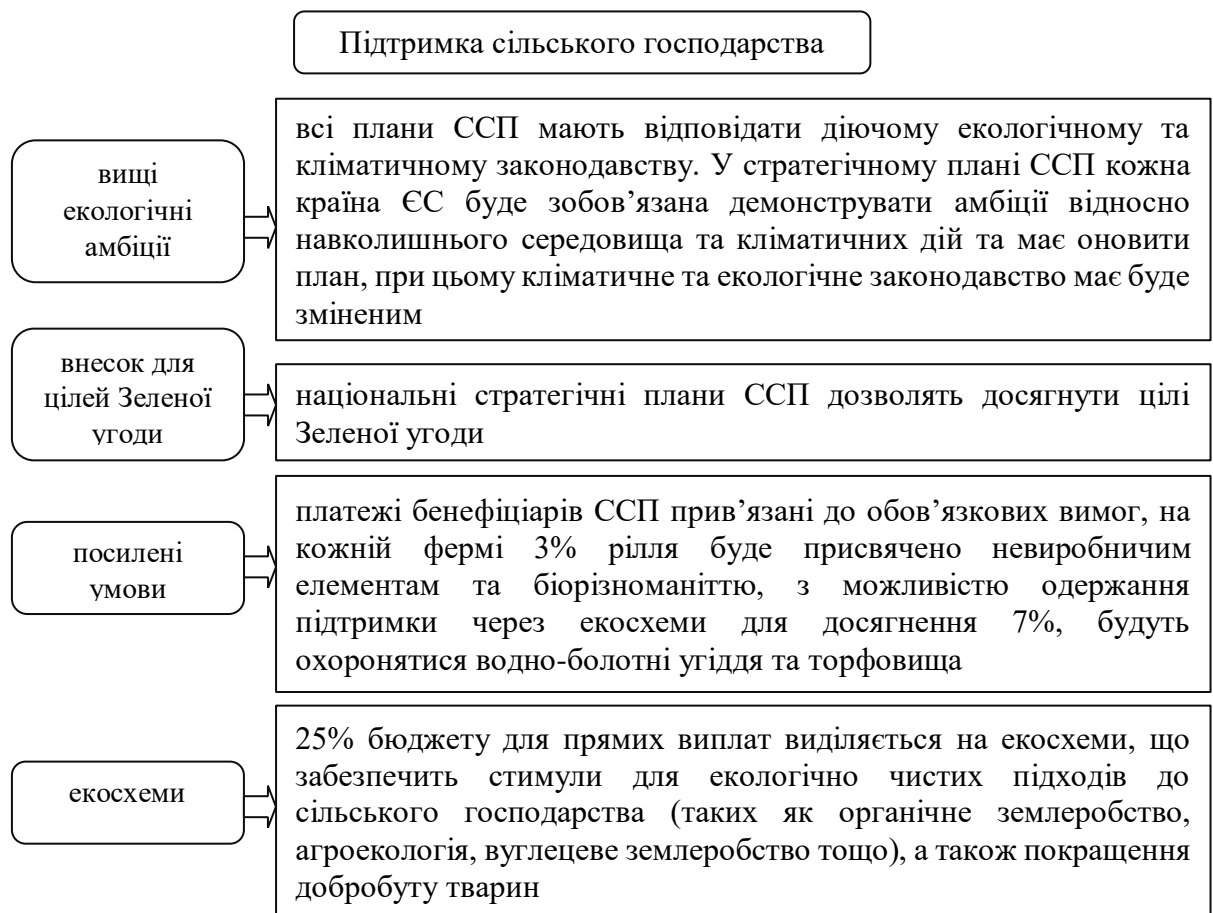 Підтримка сільського господарства
вищі
екологічні
амбіції
всі плани ССП мають відповідати діючому екологічному та
кліматичному законодавству. У стратегічному плані ССП кожна
країна ЄС буде зобов’язана демонструвати амбіції відносно
навколишнього середовища та кліматичних дій та має оновити
план, при цьому кліматичне та екологічне законодавство має буде
зміненим
внесок для
цілей Зеленої
угоди
національні стратегічні плани ССП дозволять досягнути цілі
Зеленої угоди
посилені
умови
платежі бенефіціарів ССП прив’язані до обов’язкових вимог, на
кожній фермі 3% рілля буде присвячено невиробничим
елементам та біорізноманіттю, з можливістю одержання
підтримки через екосхеми для досягнення 7%, будуть
охоронятися водно-болотні угіддя та торфовища
екосхеми
25% бюджету для прямих виплат виділяється на екосхеми, що
забезпечить стимули для екологічно чистих підходів до
сільського господарства (таких як органічне землеробство,
агроекологія, вуглецеве землеробство тощо), а також покращення
добробуту тварин